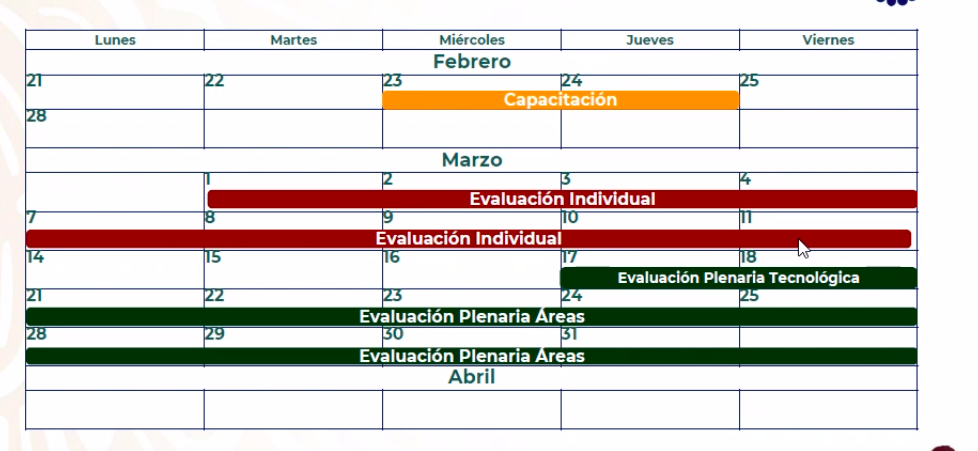 Lunes Martes Miércoles Jueves Viernes
Febrero
21 22 23 24 25
Capacitación
28
Marzo
1 2 3 4
Evaluación Individual
7 8 9 10 11
Evaluación Individual
14 15 16 17 18
Evaluación Plenaria Tecnológica
21 22 23 24 25
Evaluación Plenaria Áreas
28 29 30 31
Evaluación Plenaria Áreas
Abril